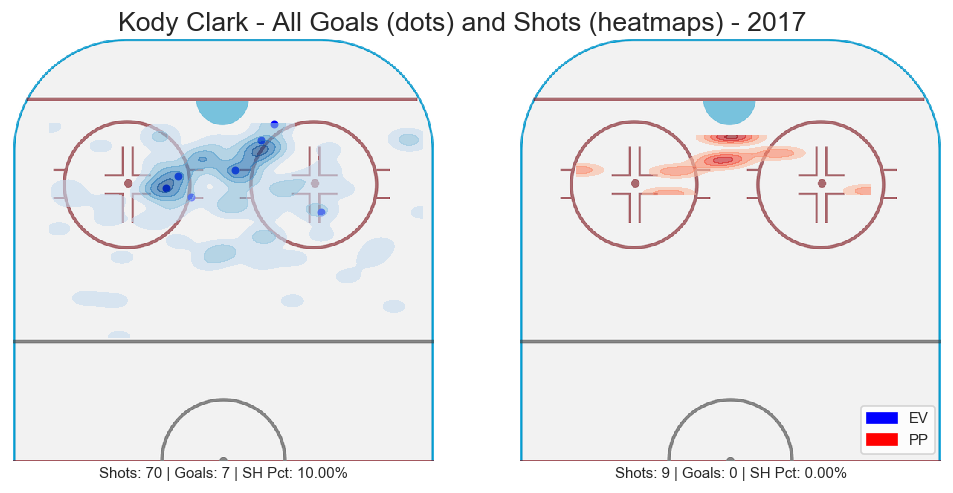 Kody Clark - All Goals (dots) and Shots (heatmaps) - 2017
EV
PP
Shots: 70 | Goals: 7 | SH Pct: 10.00%
Shots: 9 | Goals: 0 | SH Pct: 0.00%